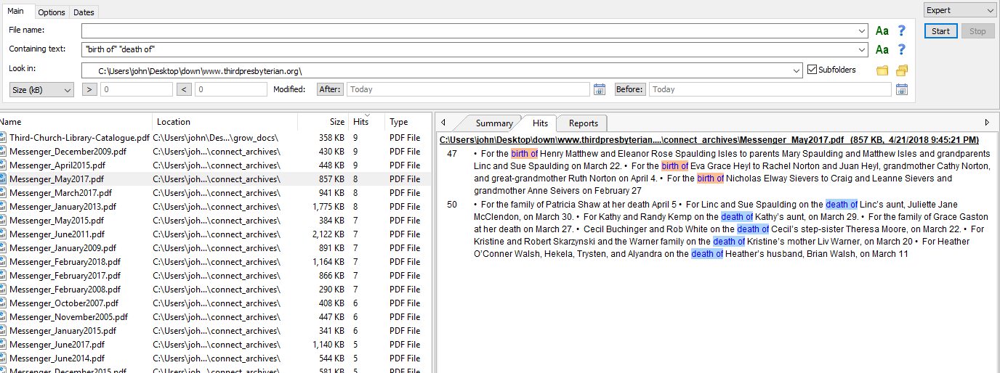 Main Options Dates
Expert
File name:
Aa ?
Start Stop
Containing text: "birth of" "death of"
Aa ?
Look in: C:\Users\john\Desktop\down\www.thirdpresbyterian.org\ Subfolders
Size (kB) > 0 < 0 Modified: After: Today Before: Today
Name Location Size Hits Type
Third-Church-Library-Catalogue.pdf C:\Users\john\Des...\grow_docs\ 358 KB 9 PDF File
Messenger_December2009.pdf C:\Users\joh...\connect_archives\ 430 KB 9 PDF File
Messenger_April2015.pdf C:\Users\joh...\connect_archives\ 448 KB 9 PDF File
Messenger_May2017.pdf C:\Users\joh...\connect_archives\ 857 KB 8 PDF File
Messenger_March2017.pdf C:\Users\joh...\connect_archives\ 941 KB 8 PDF File
Messenger_January2013.pdf C:\Users\joh...\connect_archives\ 1,775 KB 8 PDF File
Messenger_May2015.pdf C:\Users\joh...\connect_archives\ 384 KB 7 PDF File
Messenger_June2011.pdf C:\Users\joh...\connect_archives\ 2,122 KB 7 PDF File
Messenger_January2009.pdf C:\Users\joh...\connect_archives\ 891 KB 7 PDF File
Messenger_February2018.pdf C:\Users\joh...\connect_archives\ 1,164 KB 7 PDF File
Messenger_February2017.pdf C:\Users\joh...\connect_archives\ 866 KB 7 PDF File
Messenger_February2008.pdf C:\Users\joh...\connect_archives\ 290 KB 7 PDF File
Messenger_October2007.pdf C:\Users\joh...\connect_archives\ 408 KB 6 PDF File
Messenger_November2005.pdf C:\Users\joh...\connect_archives\ 447 KB 6 PDF File
Messenger_January2015.pdf C:\Users\joh...\connect_archives\ 341 KB 6 PDF File
Messenger_June2017.pdf C:\Users\joh...\connect_archives\ 1,140 KB 5 PDF File
Messenger_June2014.pdf C:\Users\joh...\connect_archives\ 544 KB 5 PDF File
Messenger_December2015.pdf C:\Users\joh...\connect_archives\ 581 KB 5 PDF File
Summary Hits Reports
C:\Users\john\Desktop\down\www.thirdpresbyterian....\connect_archives\Messenger_May2017.pdf (857 KB, 4/21/2018 9:45:21 PM)
47 • For the birth of Henry Matthew and Eleanor Rose Spaulding Isles to parents Mary Spaulding and Matthew Isles and grandparents
Linc and Sue Spaulding on March 22. • For the birth of Eva Grace Heyl to Rachel Norton and Juan Heyl, grandmother Cathy Norton,
and great-grandmother Ruth Norton on April 4. • For the birth of Nicholas Elway Sievers to Craig and Leanne Sievers and
grandmother Anne Seivers on February 27
50 • For the family of Patricia Shaw at her death April 5 • For Linc and Sue Spaulding on the death of Linc's aunt, Juliette Jane
McClendon, on March 30. • For Kathy and Randy Kemp on the death of Kathy's aunt, on March 29. • For the family of Grace Gaston
at her death on March 27. • Cecil Buchinger and Rob White on the death of Cecil's step-sister Theresa Moore, on March 22. • For
Kristine and Robert Skarzynski and the Warner family on the death of Kristine's mother Liv Warner, on March 20 • For Heather
O'Conner Walsh, Hekela, Trysten, and Alyandra on the death of Heather's husband, Brian Walsh, on March 11